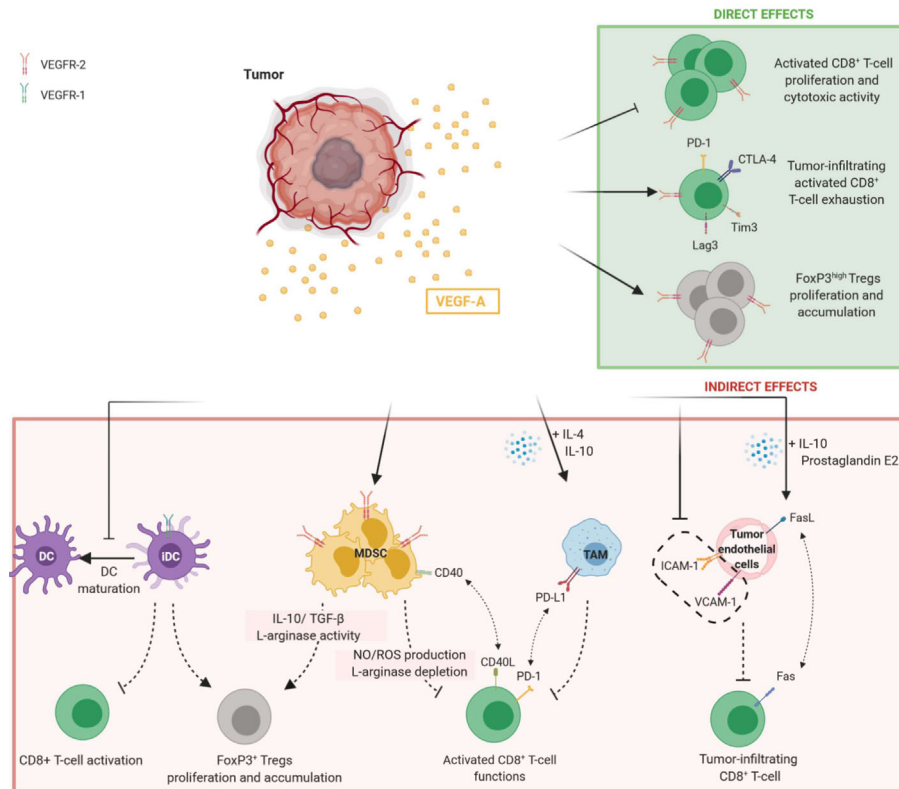 DIRECT EFFECTS
VEGFR-2
VEGFR-1
Tumor
VEGF-A
Activated CD8⁺ T-cell
proliferation and
cytotoxic activity
PD-1
CTLA-4
Tim3
Lag3
Tumor-infiltrating
activated CD8⁺
T-cell exhaustion
FoxP3ʰⁱᵍʰ Tregs
proliferation and
accumulation
INDIRECT EFFECTS
+ IL-4
IL-10
+ IL-10
Prostaglandin E2
DC
iDC
DC
maturation
MDSC
CD40
TAM
PD-L1
Tumor
endothelial
cells
FasL
ICAM-1
VCAM-1
IL-10/ TGF-β
L-arginase activity
NO/ROS production
L-arginase depletion
CD40L
PD-1
Fas
CD8+ T-cell activation
FoxP3⁺ Tregs
proliferation and accumulation
Activated CD8⁺ T-cell
functions
Tumor-infiltrating
CD8⁺ T-cell